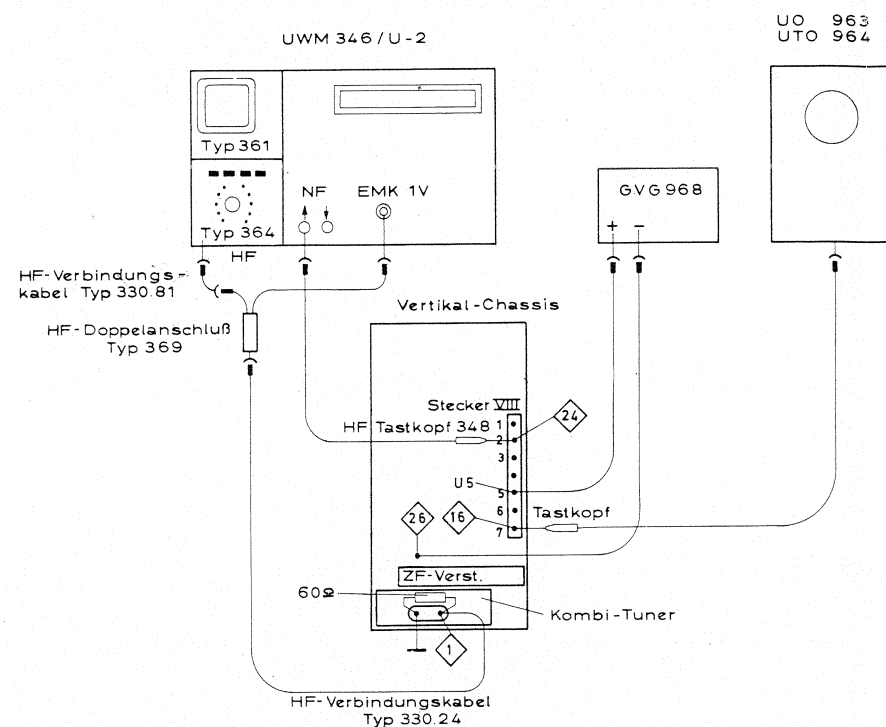 UWM 346/U-2
UO 963
UTO 964
Typ 361
Typ 364
NF
EMK 1V
HF
G.V.G 968
+ −
HF-Verbindungs-
kabel Typ 330.81
HF-Doppelanschluß
Typ 369
Vertikal-Chassis
Stecker VIII
1
24
HF Tastkopf 348
2
3
U5
5
6
26
16
Tastkopf
7
ZF-Verst.
60Ω
Kombi-Tuner
1
HF-Verbindungskabel
Typ 330.24